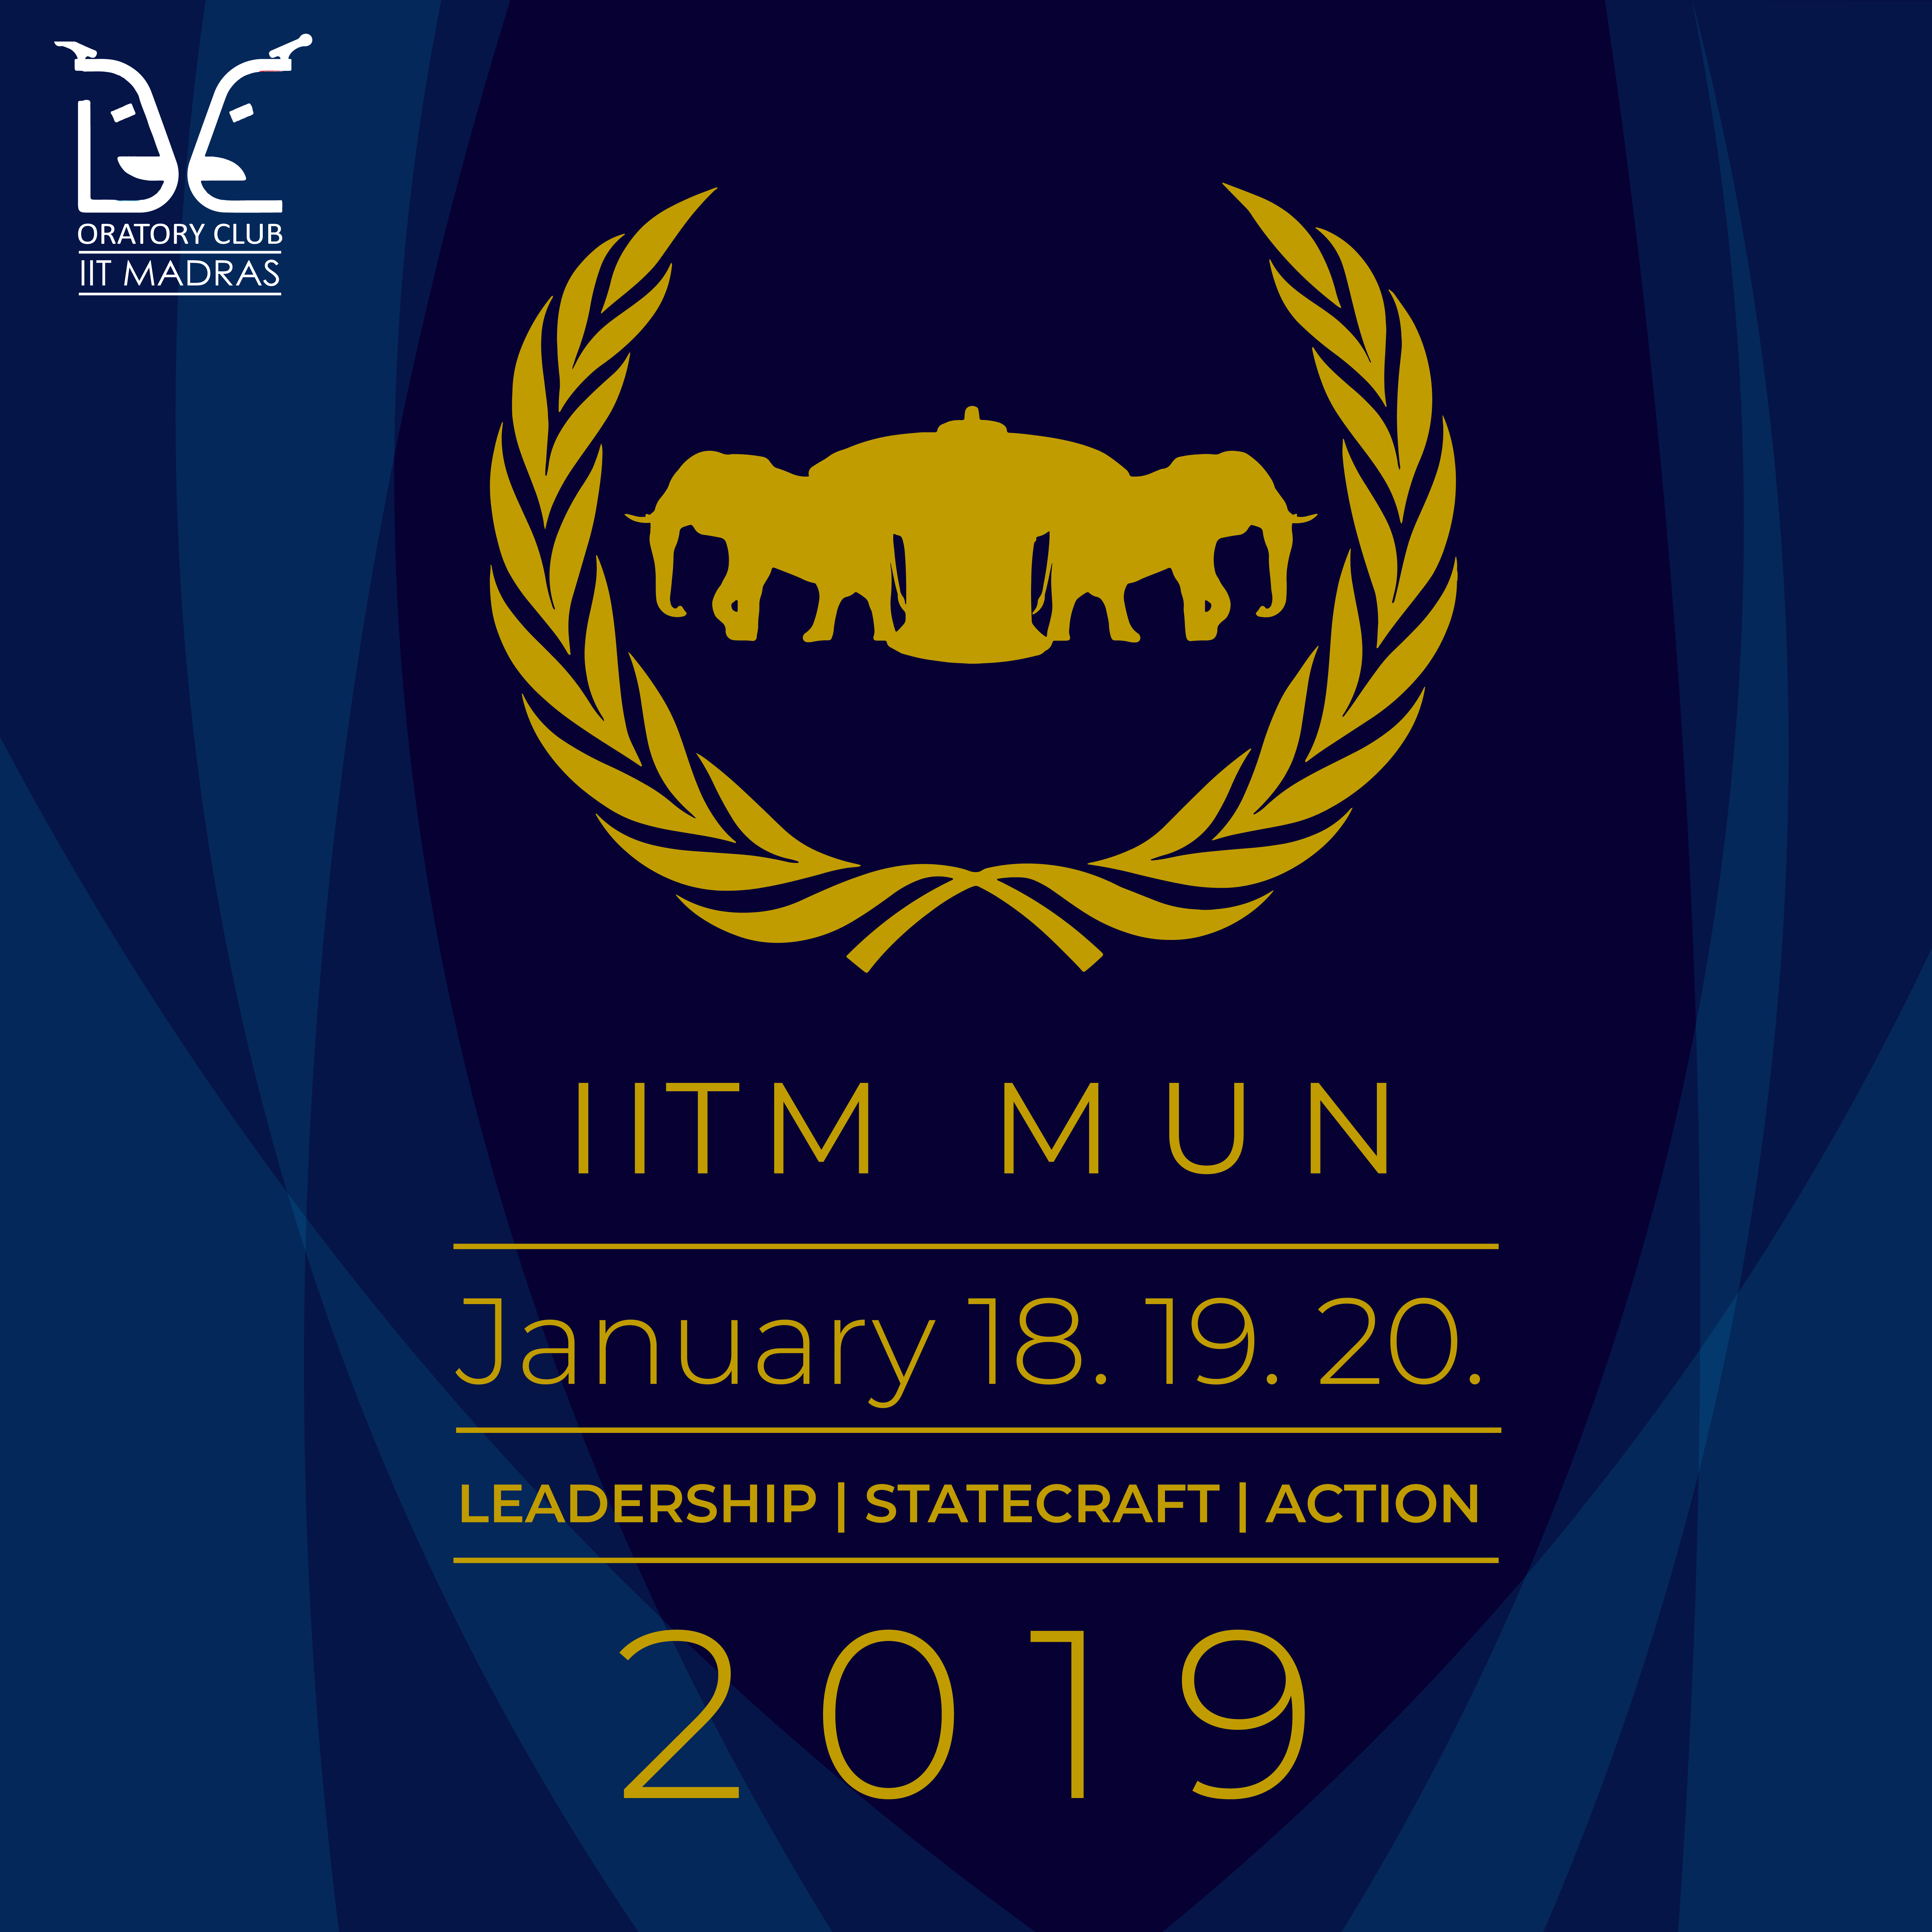 ORATORY CLUB
IIT MADRAS
IITM MUN
January 18. 19. 20.
LEADERSHIP | STATECRAFT | ACTION
2019